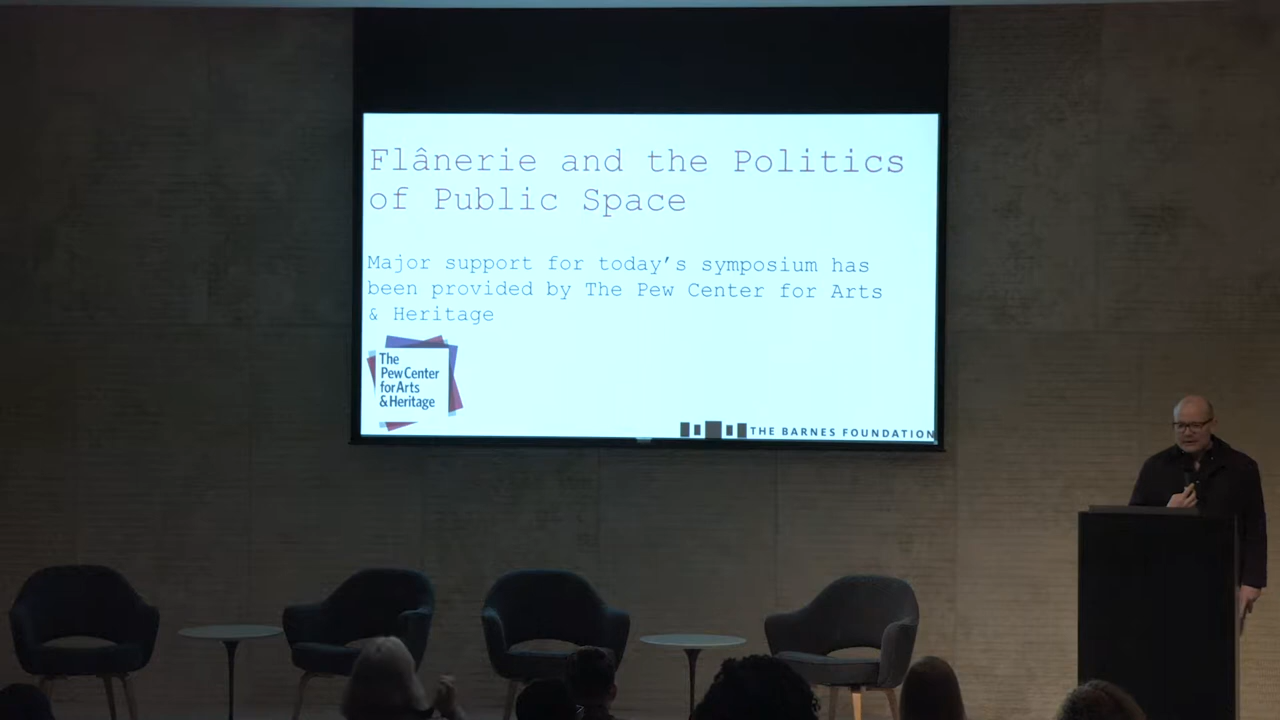 Flânerie and the Politics
of Public Space
Major support for today’s symposium has
been provided by The Pew Center for Arts
& Heritage
The
Pew Center
for Arts
& Heritage
THE BARNES FOUNDATION